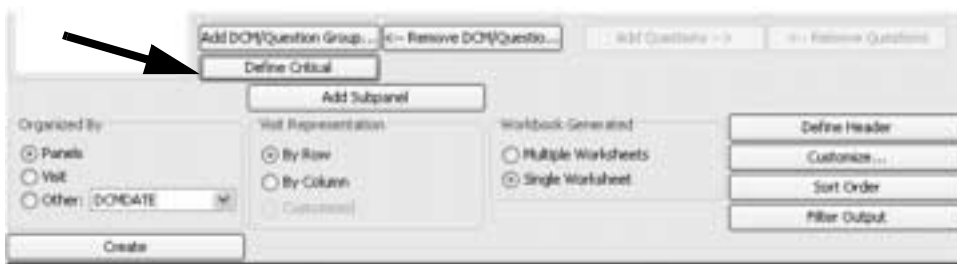 Add DCM/Question Group... <-- Remove DCM/Questio... Add Questions --> <-- Remove Questions
Define Critical
Add Subpanel
Organized By Visit Representation Workbook Generated Define Header
Panels By Row Multiple Worksheets Customize...
Visit By Column Single Worksheet Sort Order
Other: DCMDATE Customized Filter Output
Create